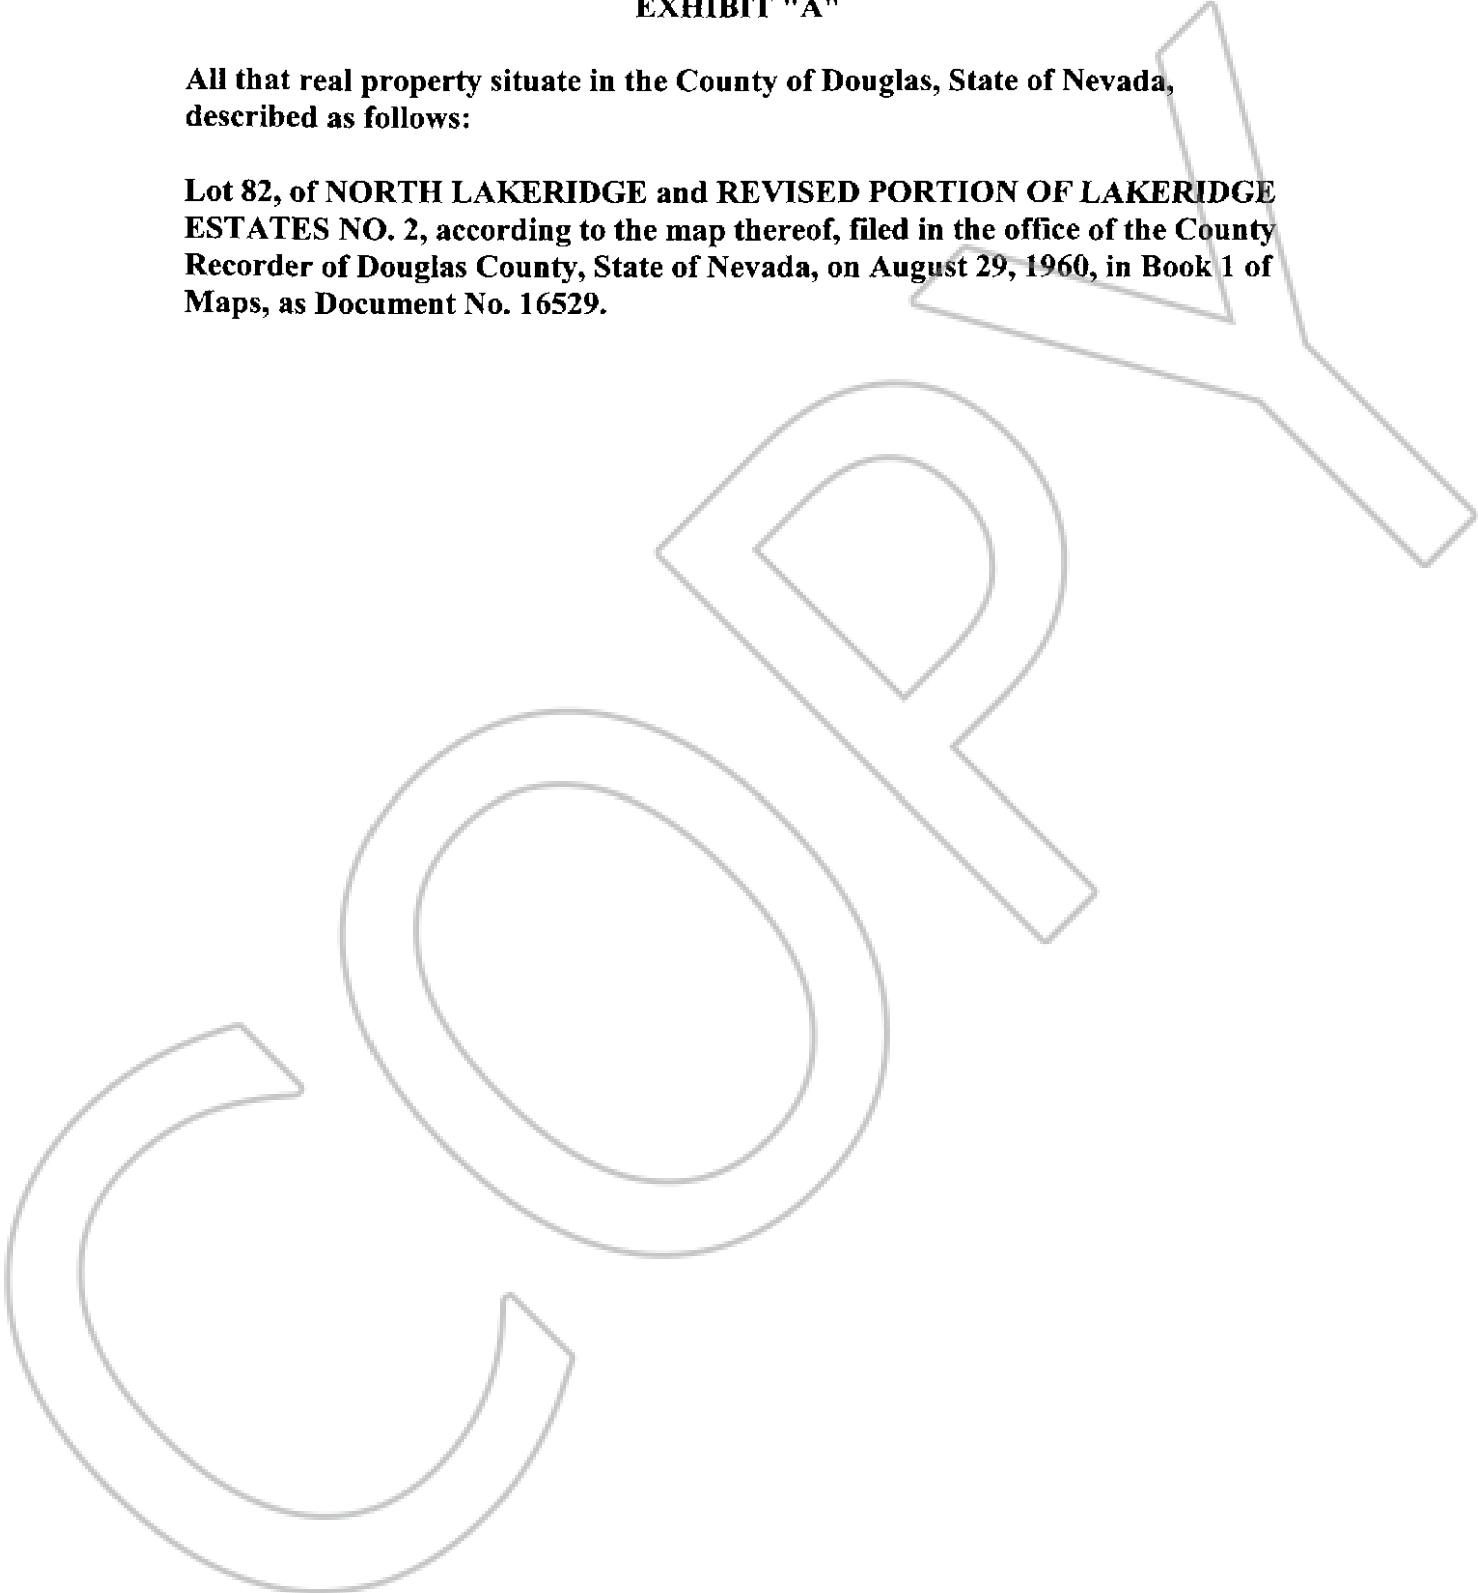 EXHIBIT "A"
All that real property situate in the County of Douglas, State of Nevada,
described as follows:
Lot 82, of NORTH LAKERIDGE and REVISED PORTION OF LAKERIDGE
ESTATES NO. 2, according to the map thereof, filed in the office of the County
Recorder of Douglas County, State of Nevada, on August 29, 1960, in Book 1 of
Maps, as Document No. 16529.
COPY